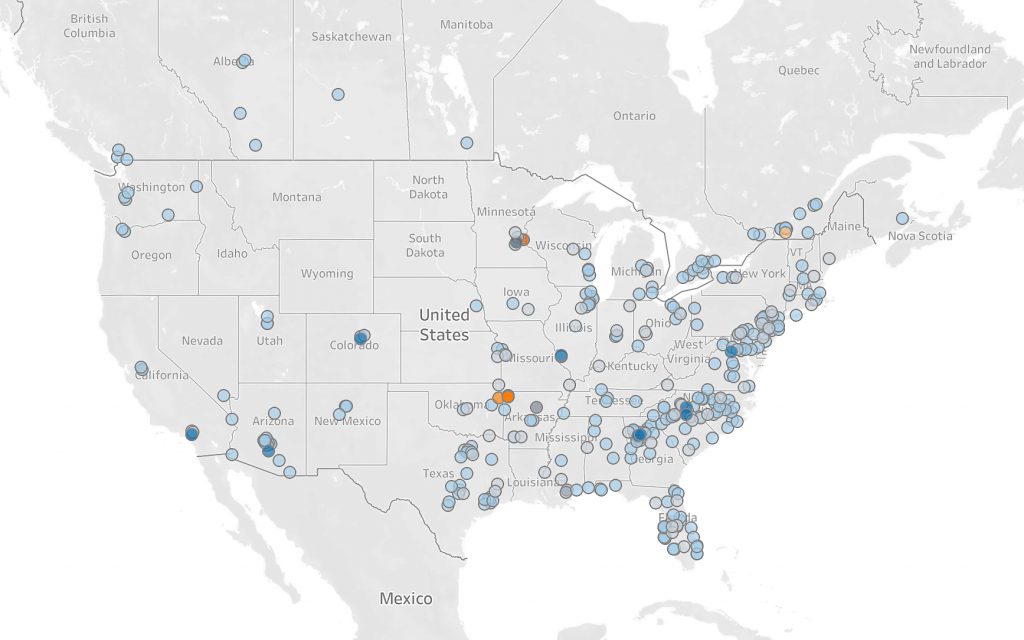 British
Columbia
Alberta
Saskatchewan
Manitoba
Ontario
Quebec
Newfoundland
and Labrador
Nova Scotia
Maine
Washington
Montana
North
Dakota
Minnesota
Oregon
Idaho
South
Dakota
Wisconsin
Michigan
VT
New York
MA
Wyoming
Iowa
United
States
Nevada
Utah
Colorado
Illinois
Ohio
West
Virginia
Missouri
Kentucky
California
Arizona
New Mexico
Oklahoma
Arkansas
Tennessee
Mississippi
Georgia
Texas
Louisiana
Florida
Mexico